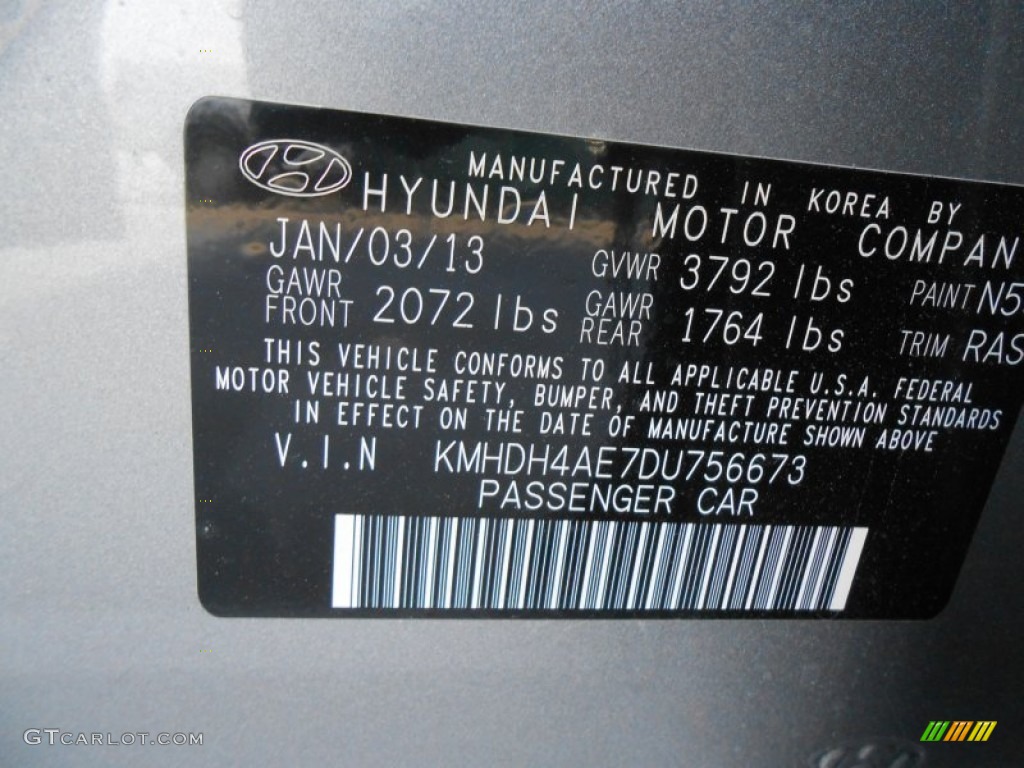 MANUFACTURED IN KOREA BY
HYUNDAI MOTOR COMPAN
JAN/03/13 GVWR 3792 lbs PAINT N5
GAWR FRONT 2072 lbs GAWR REAR 1764 lbs TRIM RAS
THIS VEHICLE CONFORMS TO ALL APPLICABLE U.S.A. FEDERAL
MOTOR VEHICLE SAFETY, BUMPER, AND THEFT PREVENTION STANDARDS
IN EFFECT ON THE DATE OF MANUFACTURE SHOWN ABOVE
V.I.N KMHDH4AE7DU756673
PASSENGER CAR
GTCARLOT.COM